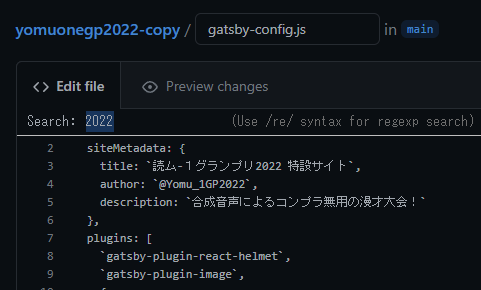 yomuonegp2022-copy / gatsby-config.js in main
Edit file Preview changes
Search: 2022 (Use /re/ syntax for regexp search)
2 siteMetadata: {
3 title: `読ム-１グランプリ2022 特設サイト`,
4 author: `@Yomu_1GP2022`,
5 description: `合成音声によるコンプラ無用の漫才大会！`
6 },
7 plugins: [
8 `gatsby-plugin-react-helmet`,
9 `gatsby-plugin-image`,